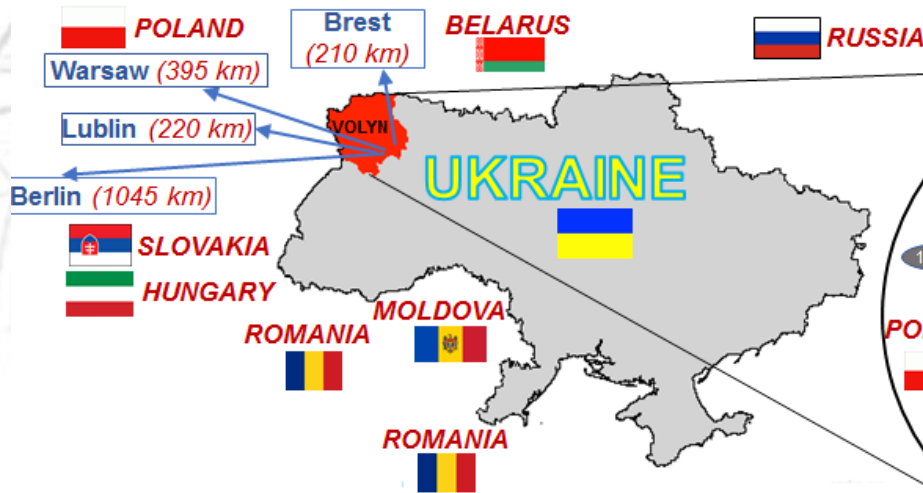 POLAND
Brest
(210 km)
BELARUS
RUSSIA
Warsaw (395 km)
Lublin (220 km)
VOLYN
Berlin (1045 km)
UKRAINE
SLOVAKIA
HUNGARY
MOLDOVA
ROMANIA
ROMANIA
1
PO